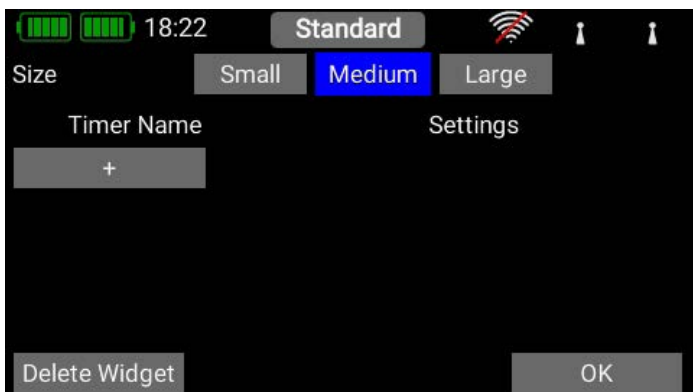 18:22 Standard
Size Small Medium Large
Timer Name Settings
+
Delete Widget OK